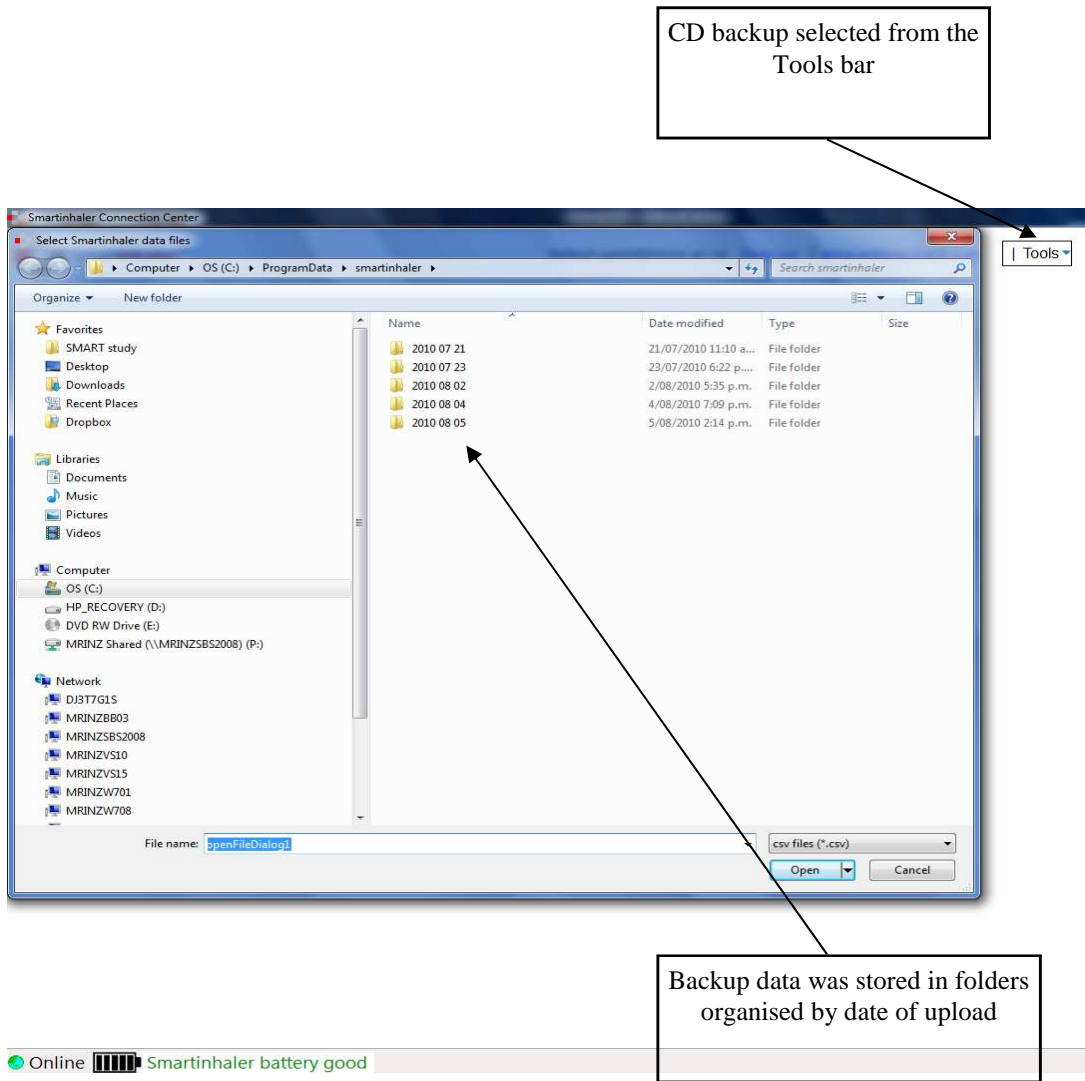 CD backup selected from the
Tools bar
Smartinhaler Connection Center
Select Smartinhaler data files
| Tools
Computer OS (C:) ProgramData smartinhaler
Search smartinhaler
Organize New folder
Name Date modified Type Size
Favorites
SMART study
Desktop
Downloads
Recent Places
Dropbox
Libraries
Documents
Music
Pictures
Videos
Computer
OS (C:)
HP_RECOVERY (D:)
DVD RW Drive (E:)
MRINZ Shared (\\MRINZSBS2008) (P:)
Network
DJ3T7G1S
MRINZBB03
MRINZSBS2008
MRINZVS10
MRINZVS15
MRINZW701
MRINZW708
2010 07 21 21/07/2010 11:10 a... File folder
2010 07 23 23/07/2010 6:22 p.... File folder
2010 08 02 2/08/2010 5:35 p.m. File folder
2010 08 04 4/08/2010 7:09 p.m. File folder
2010 08 05 5/08/2010 2:14 p.m. File folder
File name: openFileDialog1 csv files (*.csv)
Open Cancel
Backup data was stored in folders
organised by date of upload
Online Smartinhaler battery good